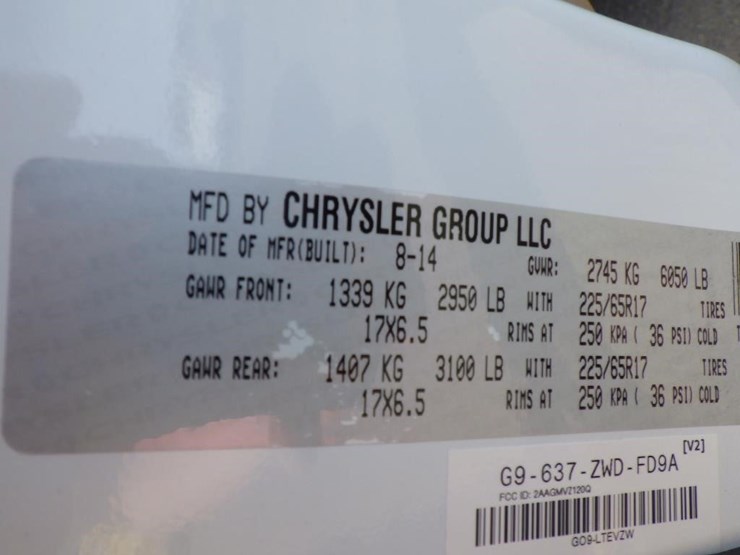 MFD BY CHRYSLER GROUP LLC
DATE OF MFR(BUILT): 8-14 GVWR: 2745 KG 6050 LB
GAWR FRONT: 1339 KG 2950 LB WITH 225/65R17 TIRES
17X6.5 RIMS AT 250 KPA ( 36 PSI) COLD
GAWR REAR: 1407 KG 3100 LB WITH 225/65R17 TIRES
17X6.5 RIMS AT 250 KPA ( 36 PSI) COLD
G9-637-ZWD-FD9A [V2]
FCC ID: 2AAGMVZ120Q
GO9-LTEVZW